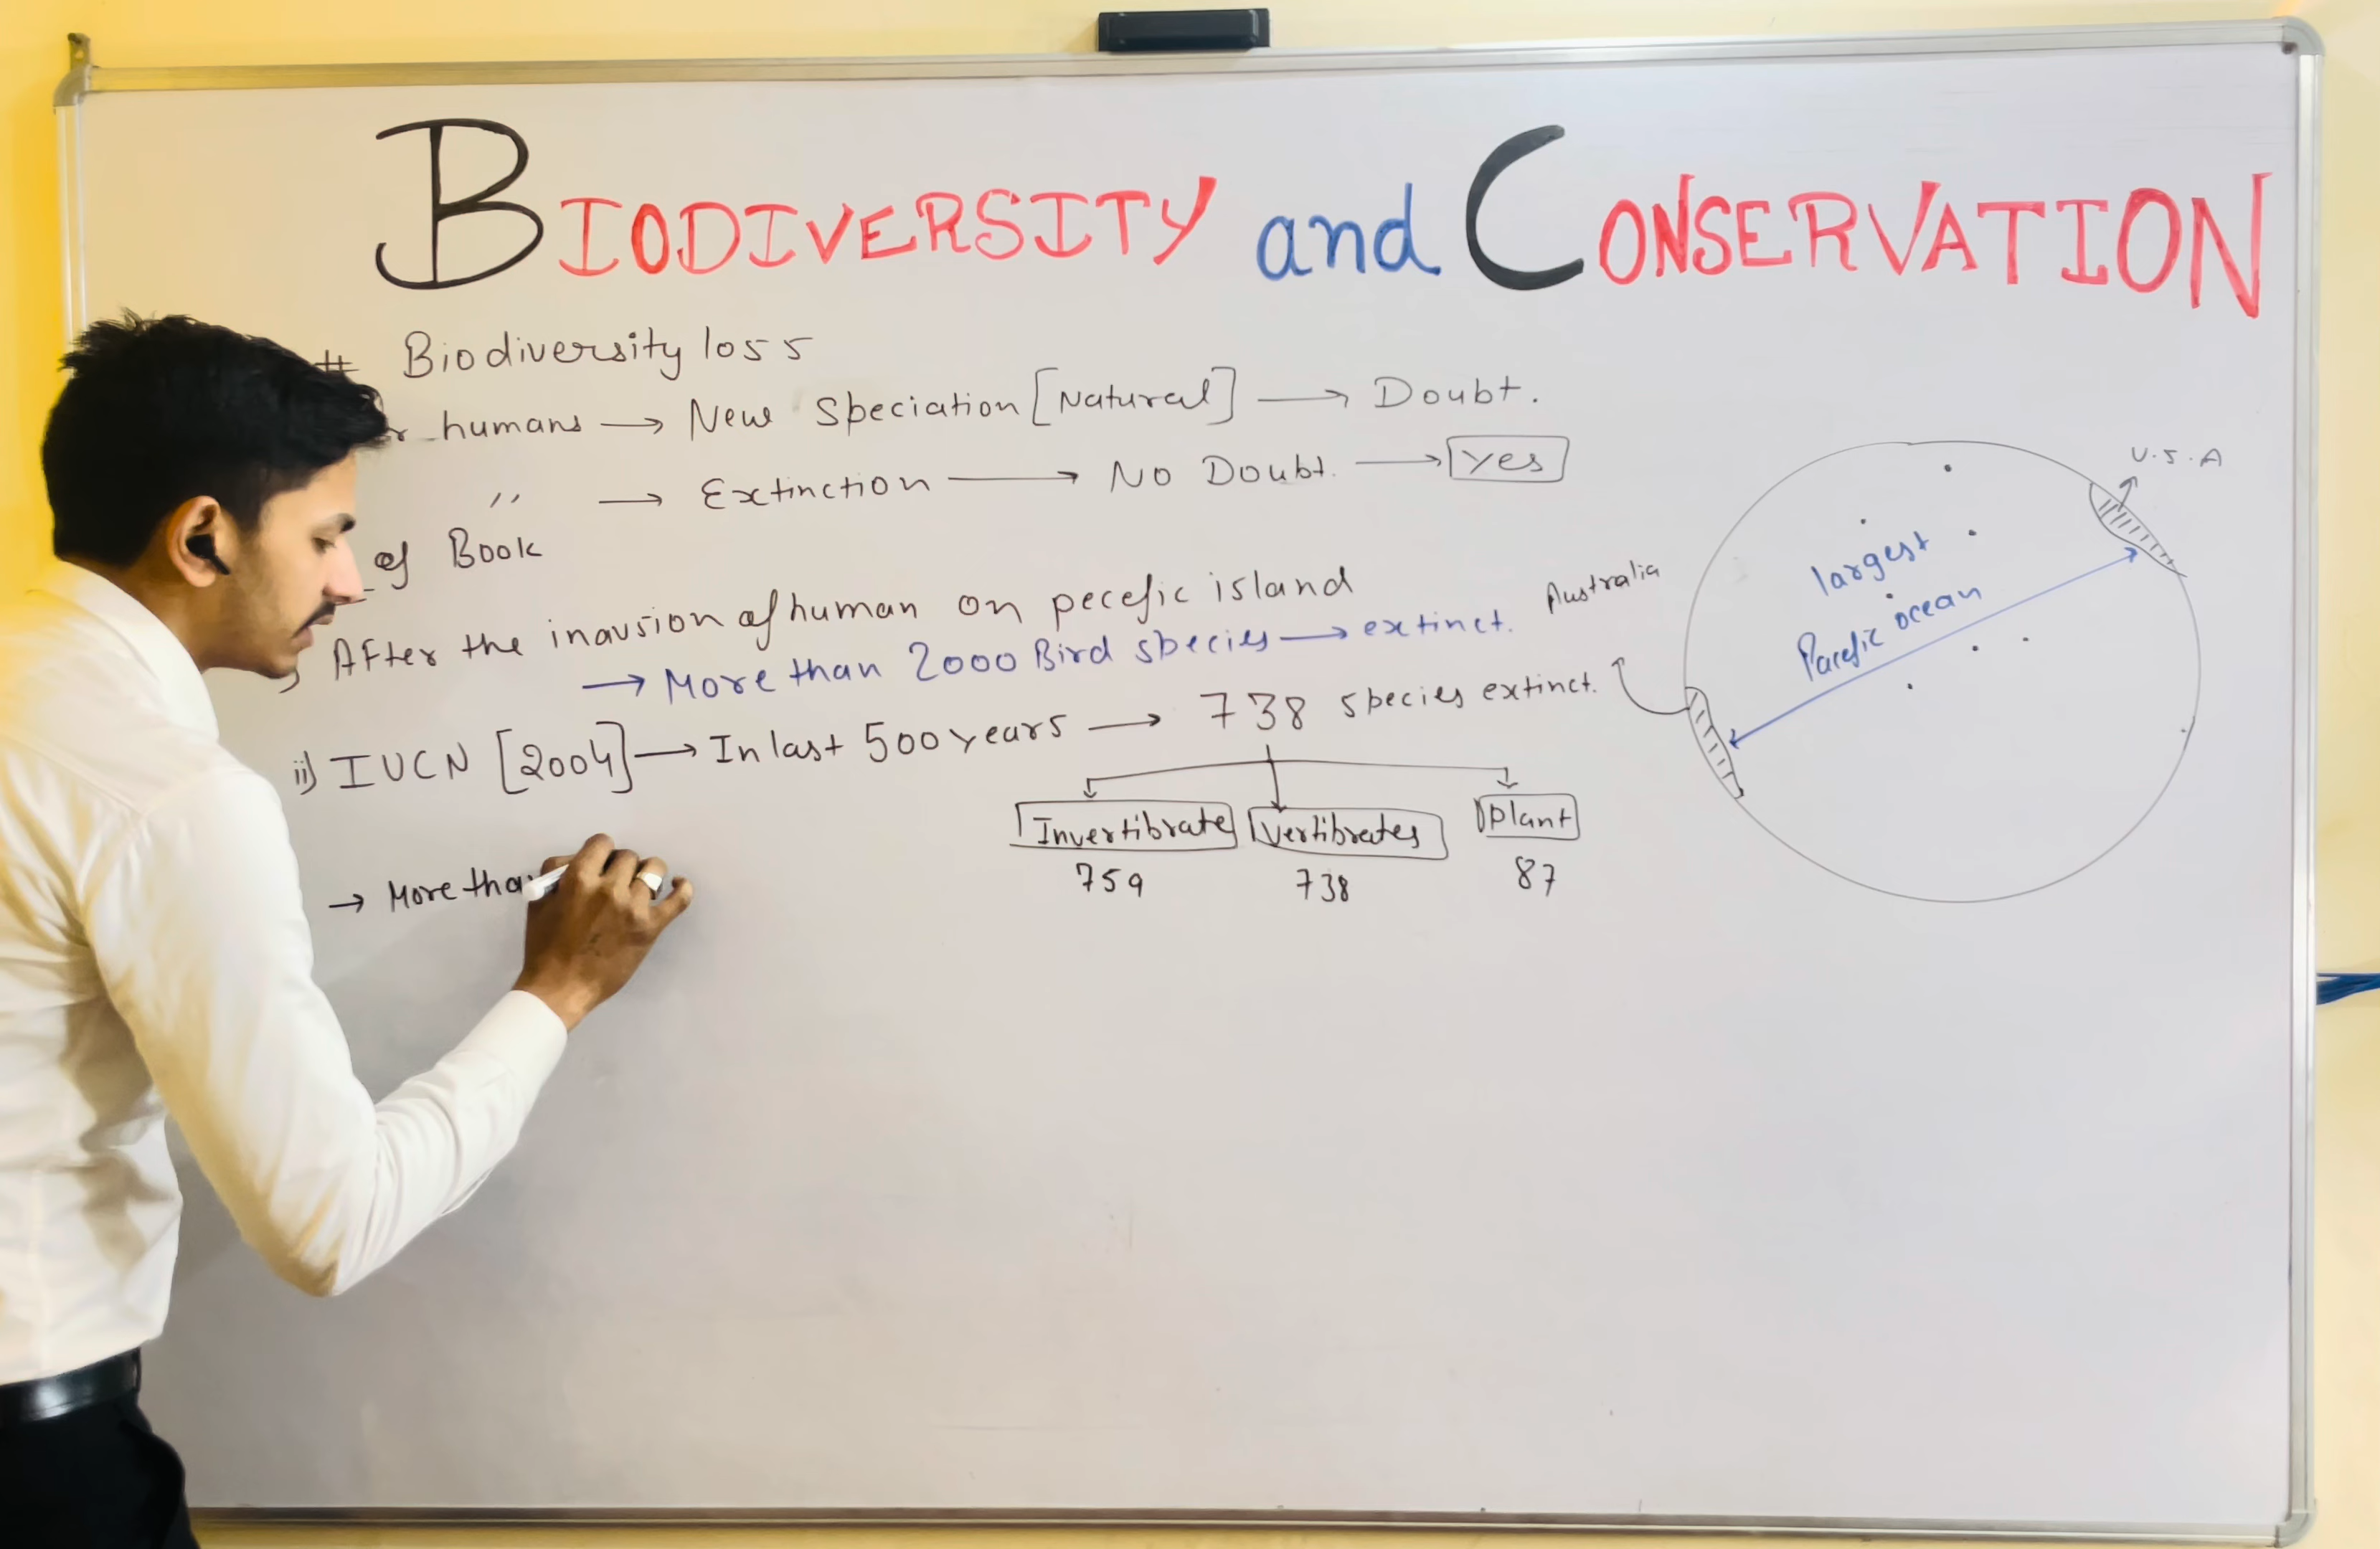 BIODIVERSITY and CONSERVATION
# Biodiversity loss
humans → New Speciation [Natural] → Doubt.
〃 → Extinction → No Doubt. → Yes
of Book
After the inavsion of human on pecefic island
→ More than 2000 Bird species → extinct.
ii) IUCN [2004] → In last 500 years → 738 species extinct.
Invertibrate Vertibrates plant
759 738 87
→ More tha
U.S.A
largest
Pacefic ocean
Australia